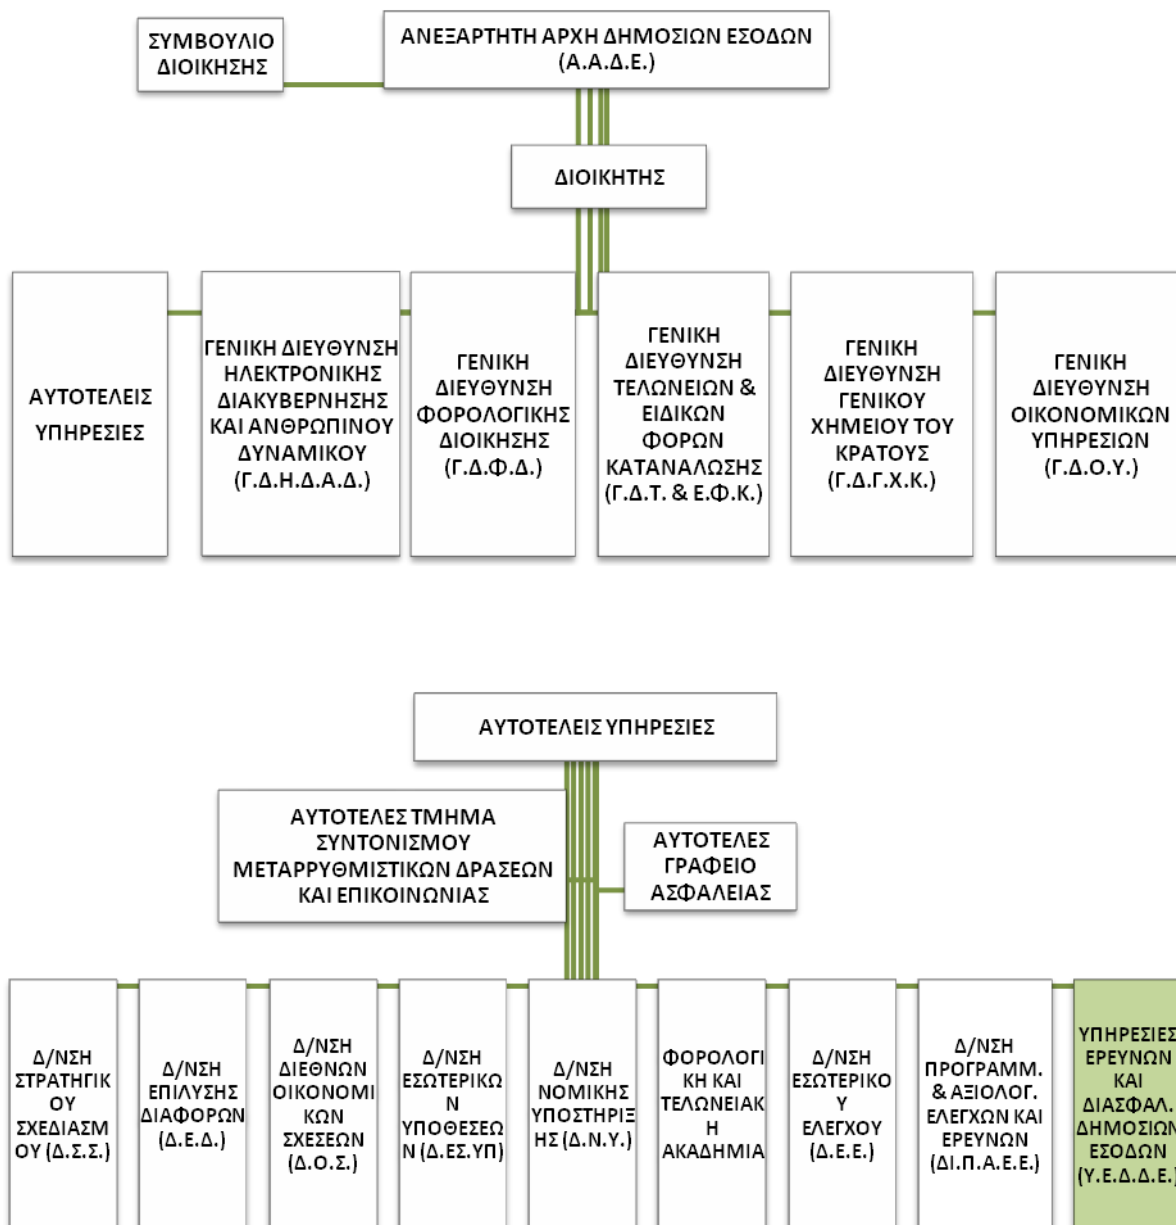 ΣΥΜΒΟΥΛΙΟ
ΔΙΟΙΚΗΣΗΣ
ΑΝΕΞΑΡΤΗΤΗ ΑΡΧΗ ΔΗΜΟΣΙΩΝ ΕΣΟΔΩΝ
(Α.Α.Δ.Ε.)
ΔΙΟΙΚΗΤΗΣ
ΑΥΤΟΤΕΛΕΙΣ
ΥΠΗΡΕΣΙΕΣ
ΓΕΝΙΚΗ ΔΙΕΥΘΥΝΣΗ
ΗΛΕΚΤΡΟΝΙΚΗΣ
ΔΙΑΚΥΒΕΡΝΗΣΗΣ
ΚΑΙ ΑΝΘΡΩΠΙΝΟΥ
ΔΥΝΑΜΙΚΟΥ
(Γ.Δ.Η.Δ.Α.Δ.)
ΓΕΝΙΚΗ
ΔΙΕΥΘΥΝΣΗ
ΦΟΡΟΛΟΓΙΚΗΣ
ΔΙΟΙΚΗΣΗΣ
(Γ.Δ.Φ.Δ.)
ΓΕΝΙΚΗ
ΔΙΕΥΘΥΝΣΗ
ΤΕΛΩΝΕΙΩΝ &
ΕΙΔΙΚΩΝ
ΦΟΡΩΝ
ΚΑΤΑΝΑΛΩΣΗΣ
(Γ.Δ.Τ. & Ε.Φ.Κ.)
ΓΕΝΙΚΗ
ΔΙΕΥΘΥΝΣΗ
ΓΕΝΙΚΟΥ
ΧΗΜΕΙΟΥ ΤΟΥ
ΚΡΑΤΟΥΣ
(Γ.Δ.Γ.Χ.Κ.)
ΓΕΝΙΚΗ
ΔΙΕΥΘΥΝΣΗ
ΟΙΚΟΝΟΜΙΚΩΝ
ΥΠΗΡΕΣΙΩΝ
(Γ.Δ.Ο.Υ.)
ΑΥΤΟΤΕΛΕΙΣ ΥΠΗΡΕΣΙΕΣ
ΑΥΤΟΤΕΛΕΣ ΤΜΗΜΑ
ΣΥΝΤΟΝΙΣΜΟΥ
ΜΕΤΑΡΡΥΘΜΙΣΤΙΚΩΝ ΔΡΑΣΕΩΝ
ΚΑΙ ΕΠΙΚΟΙΝΩΝΙΑΣ
ΑΥΤΟΤΕΛΕΣ
ΓΡΑΦΕΙΟ
ΑΣΦΑΛΕΙΑΣ
Δ/ΝΣΗ
ΣΤΡΑΤΗΓΙΚ
ΟΥ
ΣΧΕΔΙΑΣΜ
ΟΥ (Δ.Σ.Σ.)
Δ/ΝΣΗ
ΕΠΙΛΥΣΗΣ
ΔΙΑΦΟΡΩΝ
(Δ.Ε.Δ.)
Δ/ΝΣΗ
ΔΙΕΘΝΩΝ
ΟΙΚΟΝΟΜΙ
ΚΩΝ
ΣΧΕΣΕΩΝ
(Δ.Ο.Σ.)
Δ/ΝΣΗ
ΕΣΩΤΕΡΙΚΩ
Ν
ΥΠΟΘΕΣΕΩ
Ν (Δ.ΕΣ.ΥΠ)
Δ/ΝΣΗ
ΝΟΜΙΚΗΣ
ΥΠΟΣΤΗΡΙΞ
ΗΣ (Δ.Ν.Υ.)
ΦΟΡΟΛΟΓΙ
ΚΗ ΚΑΙ
ΤΕΛΩΝΕΙΑΚ
Η
ΑΚΑΔΗΜΙΑ
Δ/ΝΣΗ
ΕΣΩΤΕΡΙΚΟ
Υ
ΕΛΕΓΧΟΥ
(Δ.Ε.Ε.)
Δ/ΝΣΗ
ΠΡΟΓΡΑΜΜ.
& ΑΞΙΟΛΟΓ.
ΕΛΕΓΧΩΝ ΚΑΙ
ΕΡΕΥΝΩΝ
(ΔΙ.Π.Α.Ε.Ε.)
ΥΠΗΡΕΣΙΕΣ
ΕΡΕΥΝΩΝ
ΚΑΙ
ΔΙΑΣΦΑΛ.
ΔΗΜΟΣΙΩΝ
ΕΣΟΔΩΝ
(Υ.Ε.Δ.Δ.Ε.)